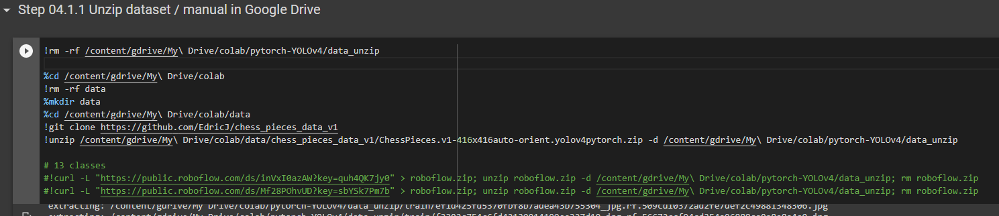 Step 04.1.1 Unzip dataset / manual in Google Drive
!rm -rf /content/gdrive/My\ Drive/colab/pytorch-YOLOv4/data_unzip
%cd /content/gdrive/My\ Drive/colab
!rm -rf data
%mkdir data
%cd /content/gdrive/My\ Drive/colab/data
!git clone https://github.com/EdricJ/chess_pieces_data_v1
!unzip /content/gdrive/My\ Drive/colab/data/chess_pieces_data_v1/ChessPieces.v1-416x416auto-orient.yolov4pytorch.zip -d /content/gdrive/My\ Drive/colab/pytorch-YOLOv4/data_unzip
# 13 classes
#!curl -L "https://public.roboflow.com/ds/inVxI0azAW?key=quh4QK7jy0" > roboflow.zip; unzip roboflow.zip -d /content/gdrive/My\ Drive/colab/pytorch-YOLOv4/data_unzip; rm roboflow.zip
#!curl -L "https://public.roboflow.com/ds/Mf28POhvUD?key=sbYSk7Pm7b" > roboflow.zip; unzip roboflow.zip -d /content/gdrive/My\ Drive/colab/pytorch-YOLOv4/data_unzip; rm roboflow.zip
extracting: /content/gdrive/My Drive/colab/pytorch-YOLOv4/data_unzip/train/